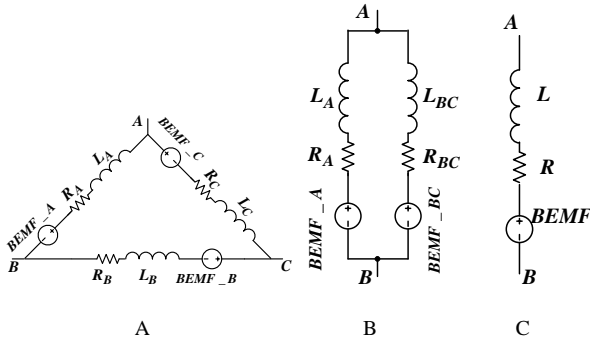 A
BEMF_C
L_A
R_A
BEMF_A
R_C
L_C
B
R_B
L_B
BEMF_B
C
A
A
L_A
L_BC
R_A
R_BC
BEMF_A
BEMF_BC
B
B
A
L
R
BEMF
B
C